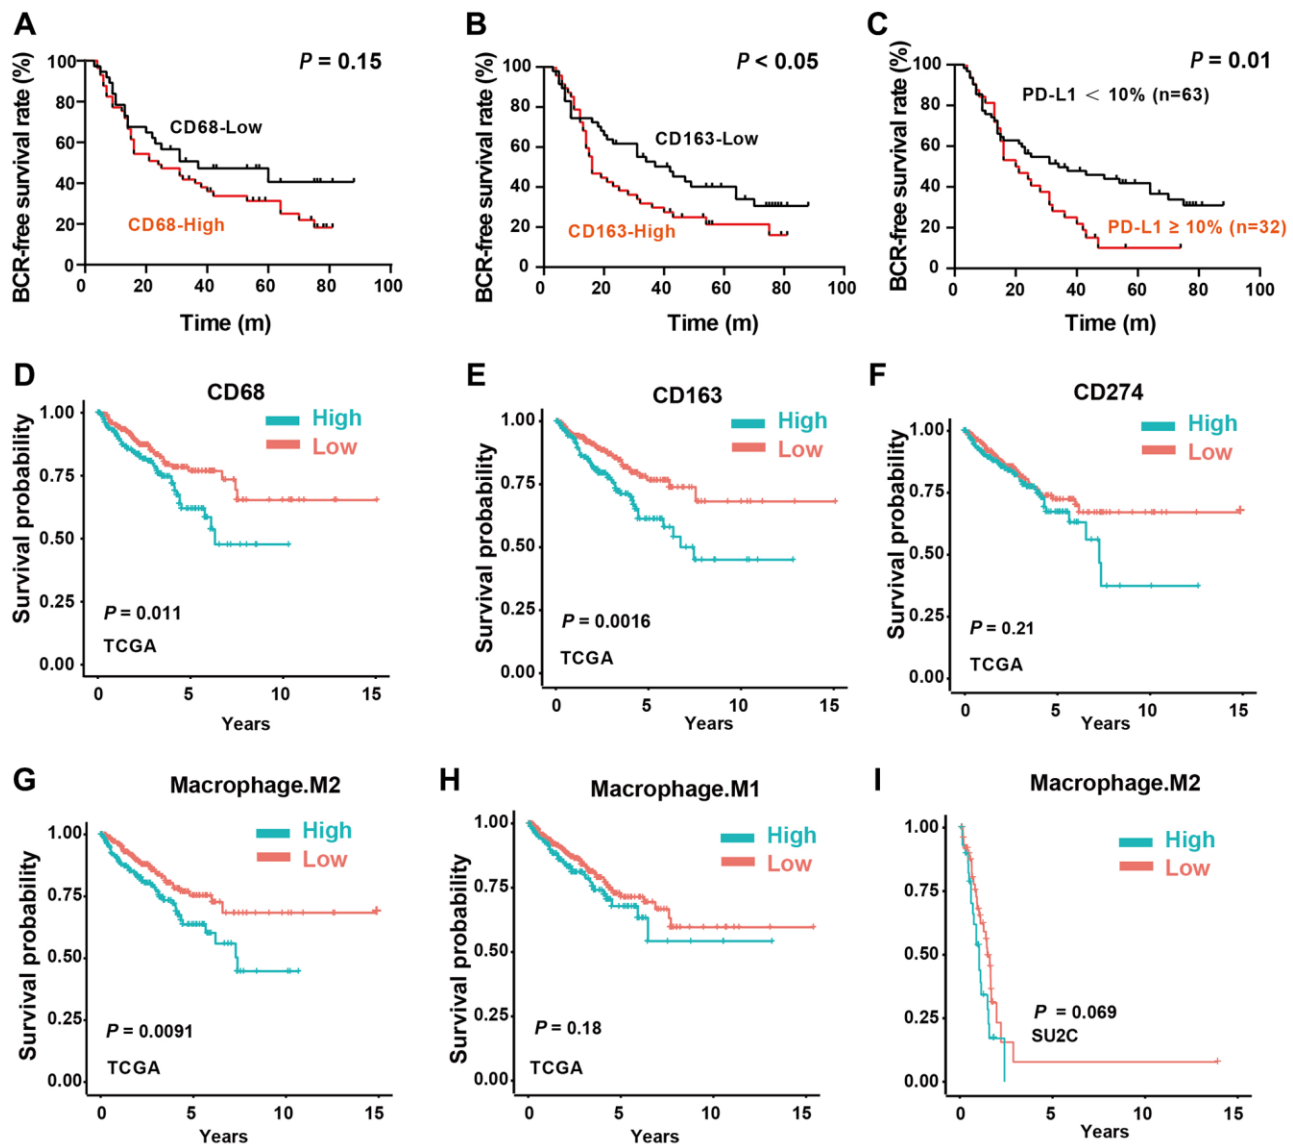 A
BCR-free survival rate (%)
100
80
60
40
20
0
P = 0.15
CD68-Low
CD68-High
0 20 40 60 80 100
Time (m)
B
BCR-free survival rate (%)
100
80
60
40
20
0
P < 0.05
CD163-Low
CD163-High
0 20 40 60 80 100
Time (m)
C
BCR-free survival rate (%)
100
80
60
40
20
0
P = 0.01
PD-L1 < 10% (n=63)
PD-L1 ≥ 10% (n=32)
0 20 40 60 80 100
Time (m)
D
CD68
Survival probability
1.00
0.75
0.50
0.25
0.00
High
Low
P = 0.011
TCGA
0 5 10 15
Years
E
CD163
Survival probability
1.00
0.75
0.50
0.25
0.00
High
Low
P = 0.0016
TCGA
0 5 10 15
Years
F
CD274
Survival probability
1.00
0.75
0.50
0.25
0.00
High
Low
P = 0.21
TCGA
0 5 10 15
Years
G
Macrophage.M2
Survival probability
1.00
0.75
0.50
0.25
0.00
High
Low
P = 0.0091
TCGA
0 5 10 15
Years
H
Macrophage.M1
Survival probability
1.00
0.75
0.50
0.25
0.00
High
Low
P = 0.18
TCGA
0 5 10 15
Years
I
Macrophage.M2
Survival probability
1.00
0.75
0.50
0.25
0.00
High
Low
P = 0.069
SU2C
0 5 10 15
Years